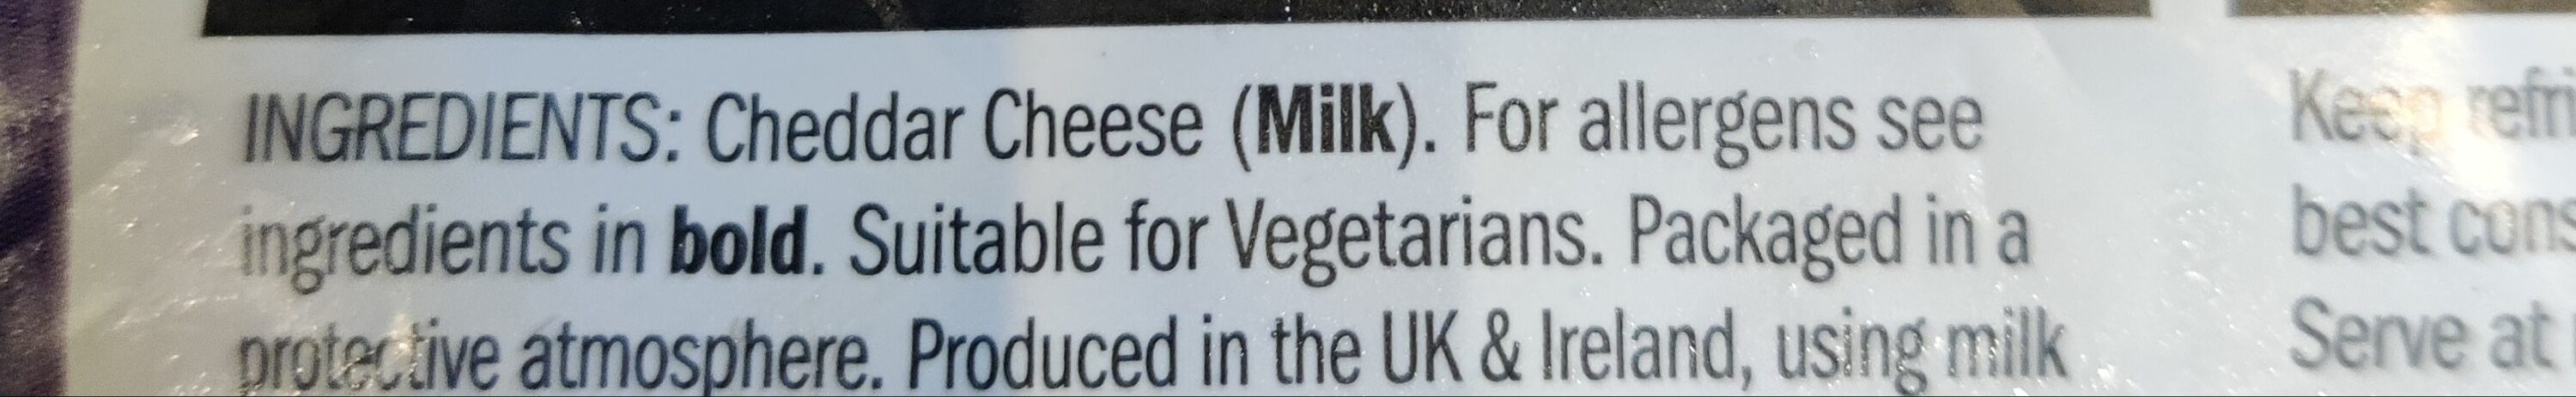 INGREDIENTS: Cheddar Cheese (Milk). For allergens see
ingredients in bold. Suitable for Vegetarians. Packaged in a
protective atmosphere. Produced in the UK & Ireland, using milk
Keep
best
Serve at